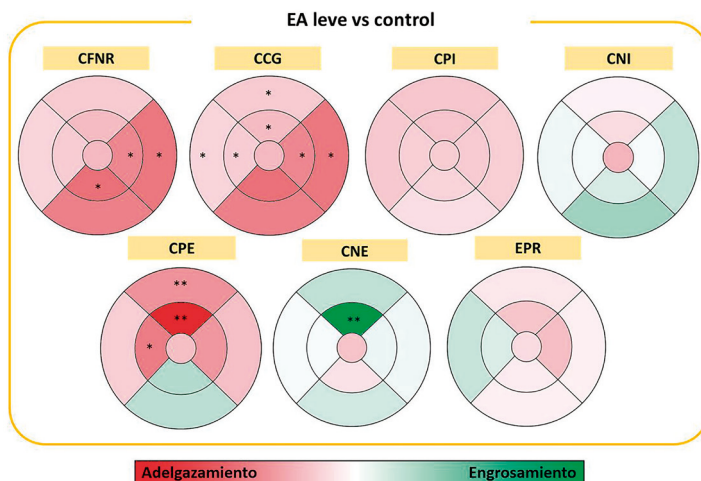 EA leve vs control
CFNR
CCG
CPI
CNI
*
*
*
*
*
*
*
*
*
CPE
CNE
EPR
**
**
**
*
Adelgazamiento
Engrosamiento